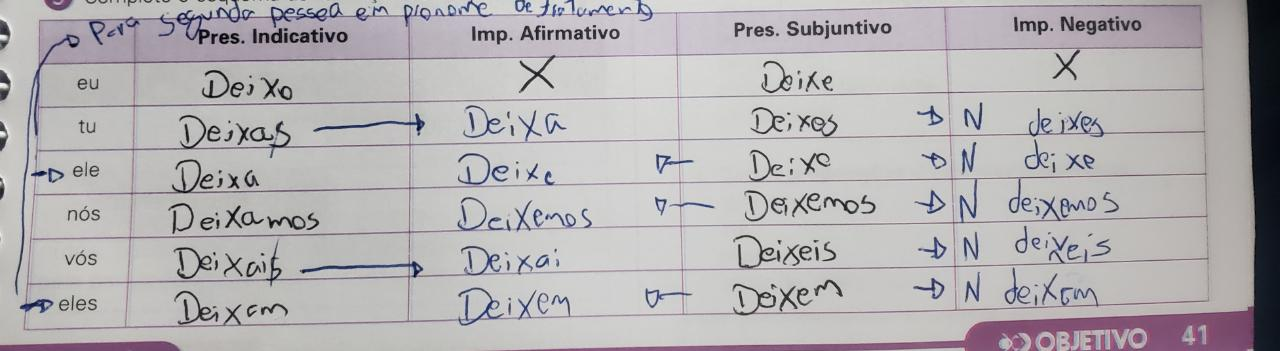 Para segunda pessoa em pronome de tratamento
Pres. Indicativo Imp. Afirmativo Pres. Subjuntivo Imp. Negativo
eu Deixo X Deixe X
tu Deixas Deixa Deixes N deixes
ele Deixa Deixe Deixe N deixe
nós Deixamos Deixemos Deixemos N deixemos
vós Deixais Deixai Deixeis N deixeis
eles Deixam Deixem Deixem N deixem
OBJETIVO 41